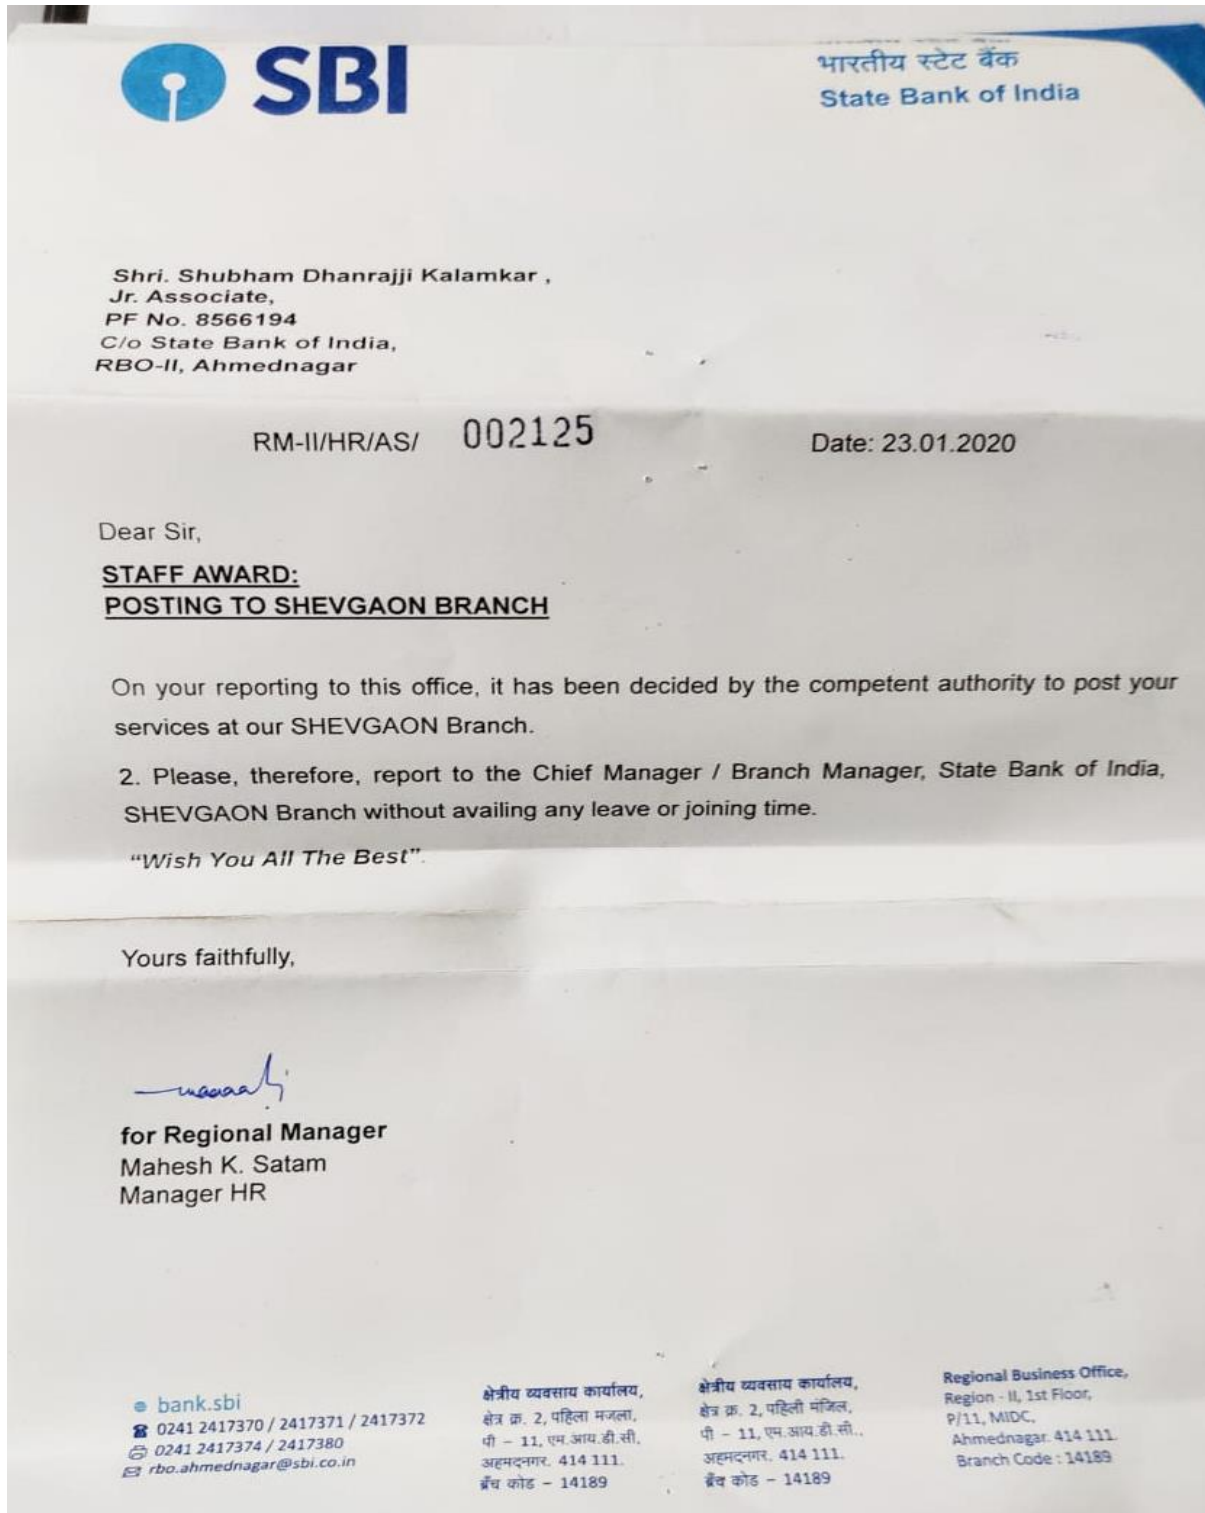 SBI
भारतीय स्टेट बैंक
State Bank of India
Shri. Shubham Dhanrajji Kalamkar ,
Jr. Associate,
PF No. 8566194
C/o State Bank of India,
RBO-II, Ahmednagar
RM-II/HR/AS/ 002125 Date: 23.01.2020
Dear Sir,
STAFF AWARD:
POSTING TO SHEVGAON BRANCH
On your reporting to this office, it has been decided by the competent authority to post your
services at our SHEVGAON Branch.
2. Please, therefore, report to the Chief Manager / Branch Manager, State Bank of India,
SHEVGAON Branch without availing any leave or joining time.
“Wish You All The Best”.
Yours faithfully,
for Regional Manager
Mahesh K. Satam
Manager HR
bank.sbi
0241 2417370 / 2417371 / 2417372
0241 2417374 / 2417380
rbo.ahmednagar@sbi.co.in
क्षेत्रीय व्यवसाय कार्यालय,
क्षेत्र क्र. 2, पहिला मजला,
पी – 11, एम.आय.डी.सी.
अहमदनगर. 414 111.
ब्रँच कोड – 14189
क्षेत्रीय व्यवसाय कार्यालय,
क्षेत्र क्र. 2, पहिली मंजिल,
पी – 11, एम.आय.डी.सी.,
अहमदनगर. 414 111.
ब्रँच कोड – 14189
Regional Business Office,
Region - II, 1st Floor,
P/11, MIDC,
Ahmednagar. 414 111.
Branch Code : 14189